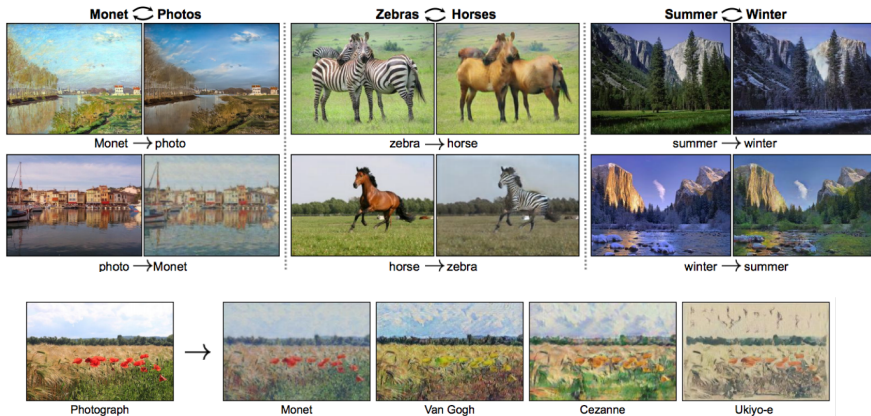 Monet Photos
Zebras Horses
Summer Winter
Monet → photo
zebra → horse
summer → winter
photo → Monet
horse → zebra
winter → summer
Photograph
Monet
Van Gogh
Cezanne
Ukiyo-e